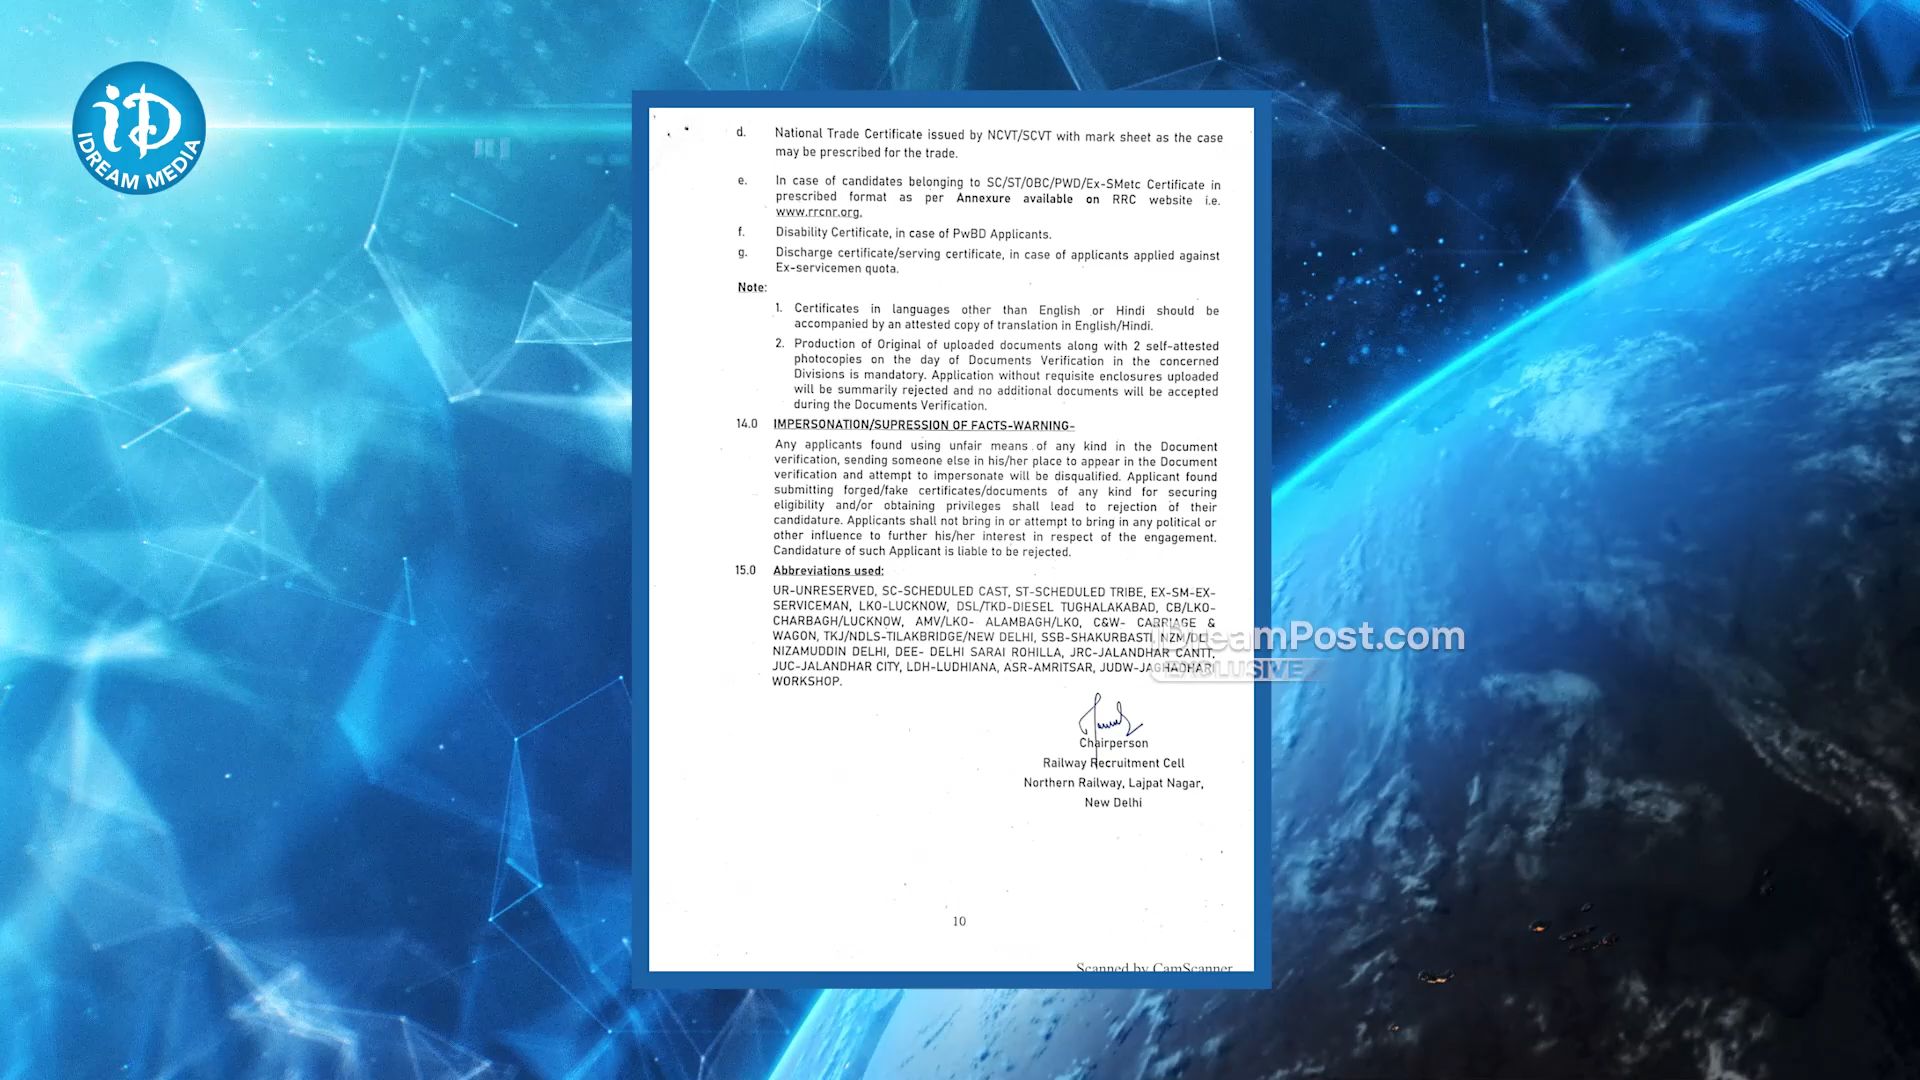 iD
IDREAM MEDIA
d. National Trade Certificate issued by NCVT/SCVT with mark sheet as the case
may be prescribed for the trade.
e. In case of candidates belonging to SC/ST/OBC/PWD/Ex-SMetc Certificate in
prescribed format as per Annexure available on RRC website i.e.
www.rrcnr.org.
f. Disability Certificate, in case of PwBD Applicants.
g. Discharge certificate/serving certificate, in case of applicants applied against
Ex-servicemen quota.
Note:
1. Certificates in languages other than English or Hindi should be
accompanied by an attested copy of translation in English/Hindi.
2. Production of Original of uploaded documents along with 2 self-attested
photocopies on the day of Documents Verification in the concerned
Divisions is mandatory. Application without requisite enclosures uploaded
will be summarily rejected and no additional documents will be accepted
during the Documents Verification.
14.0 IMPERSONATION/SUPRESSION OF FACTS-WARNING-
Any applicants found using unfair means of any kind in the Document
verification, sending someone else in his/her place to appear in the Document
verification and attempt to impersonate will be disqualified. Applicant found
submitting forged/fake certificates/documents of any kind for securing
eligibility and/or obtaining privileges shall lead to rejection of their
candidature. Applicants shall not bring in or attempt to bring in any political or
other influence to further his/her interest in respect of the engagement.
Candidature of such Applicant is liable to be rejected.
15.0 Abbreviations used:
UR-UNRESERVED, SC-SCHEDULED CAST, ST-SCHEDULED TRIBE, EX-SM-EX-
SERVICEMAN, LKO-LUCKNOW, DSL/TKD-DIESEL TUGHALAKABAD, CB/LKO-
CHARBAGH/LUCKNOW, AMV/LKO- ALAMBAGH/LKO, C&W- CARRIAGE &
WAGON, TKJ/NDLS-TILAKBRIDGE/NEW DELHI, SSB-SHAKURBASTI, NZM/DLI-
NIZAMUDDIN DELHI, DEE- DELHI SARAI ROHILLA, JRC-JALANDHAR CANTT,
JUC-JALANDHAR CITY, LDH-LUDHIANA, ASR-AMRITSAR, JUDW-JAGHADHARI
WORKSHOP.
iDreamPost.com
EXCLUSIVE
Chairperson
Railway Recruitment Cell
Northern Railway, Lajpat Nagar,
New Delhi
10
Scanned by CamScanner